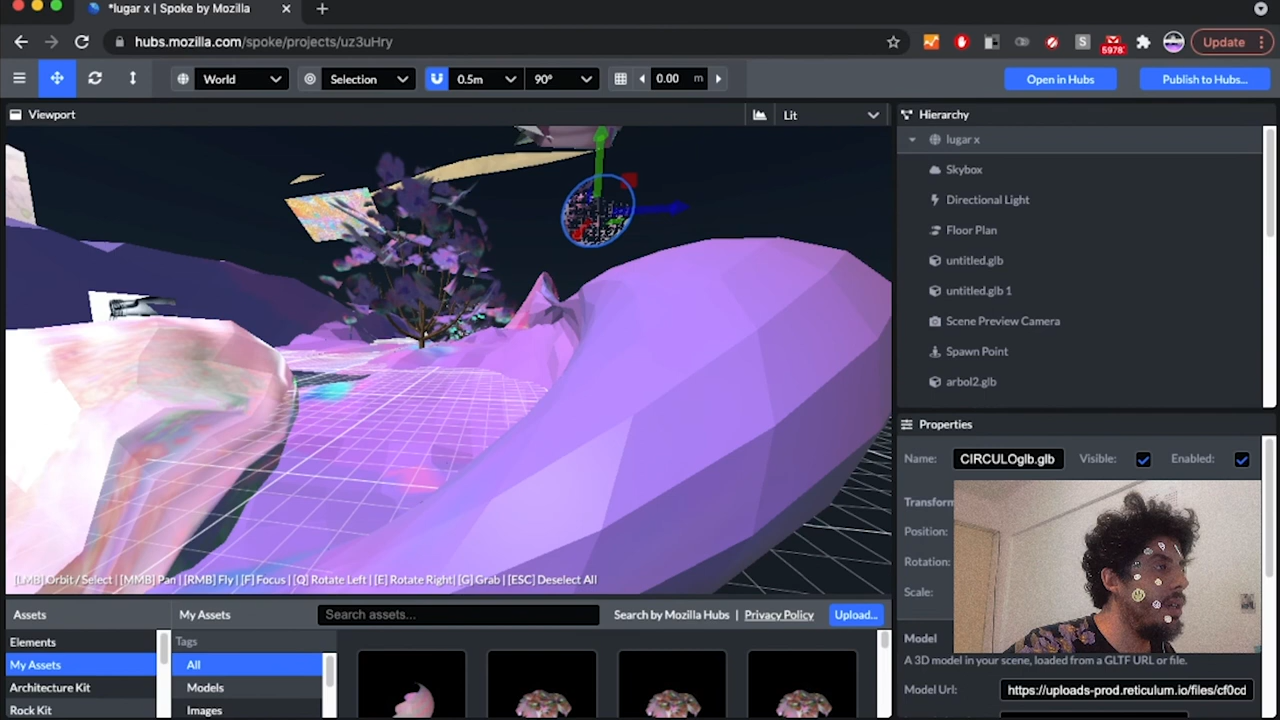 *lugar x | Spoke by Mozilla
hubs.mozilla.com/spoke/projects/uz3uHry
S
5978
Update
World
Selection
0.5m
90°
0.00 m
Open in Hubs
Publish to Hubs...
Viewport
Lit
Hierarchy
lugar x
Skybox
Directional Light
Floor Plan
untitled.glb
untitled.glb 1
Scene Preview Camera
Spawn Point
arbol2.glb
Properties
Name: CIRCULOglb.glb Visible: Enabled:
Transform
Position:
Rotation:
Scale:
Model
A 3D model in your scene, loaded from a GLTF URL or file.
Model Url: https://uploads-prod.reticulum.io/files/cf0cd
[LMB] Orbit / Select | [MMB] Pan | [RMB] Fly | [F] Focus | [Q] Rotate Left | [E] Rotate Right | [G] Grab | [ESC] Deselect All
Assets
My Assets
Search assets...
Search by Mozilla Hubs | Privacy Policy
Upload...
Elements
My Assets
Architecture Kit
Rock Kit
Tags
All
Models
Images